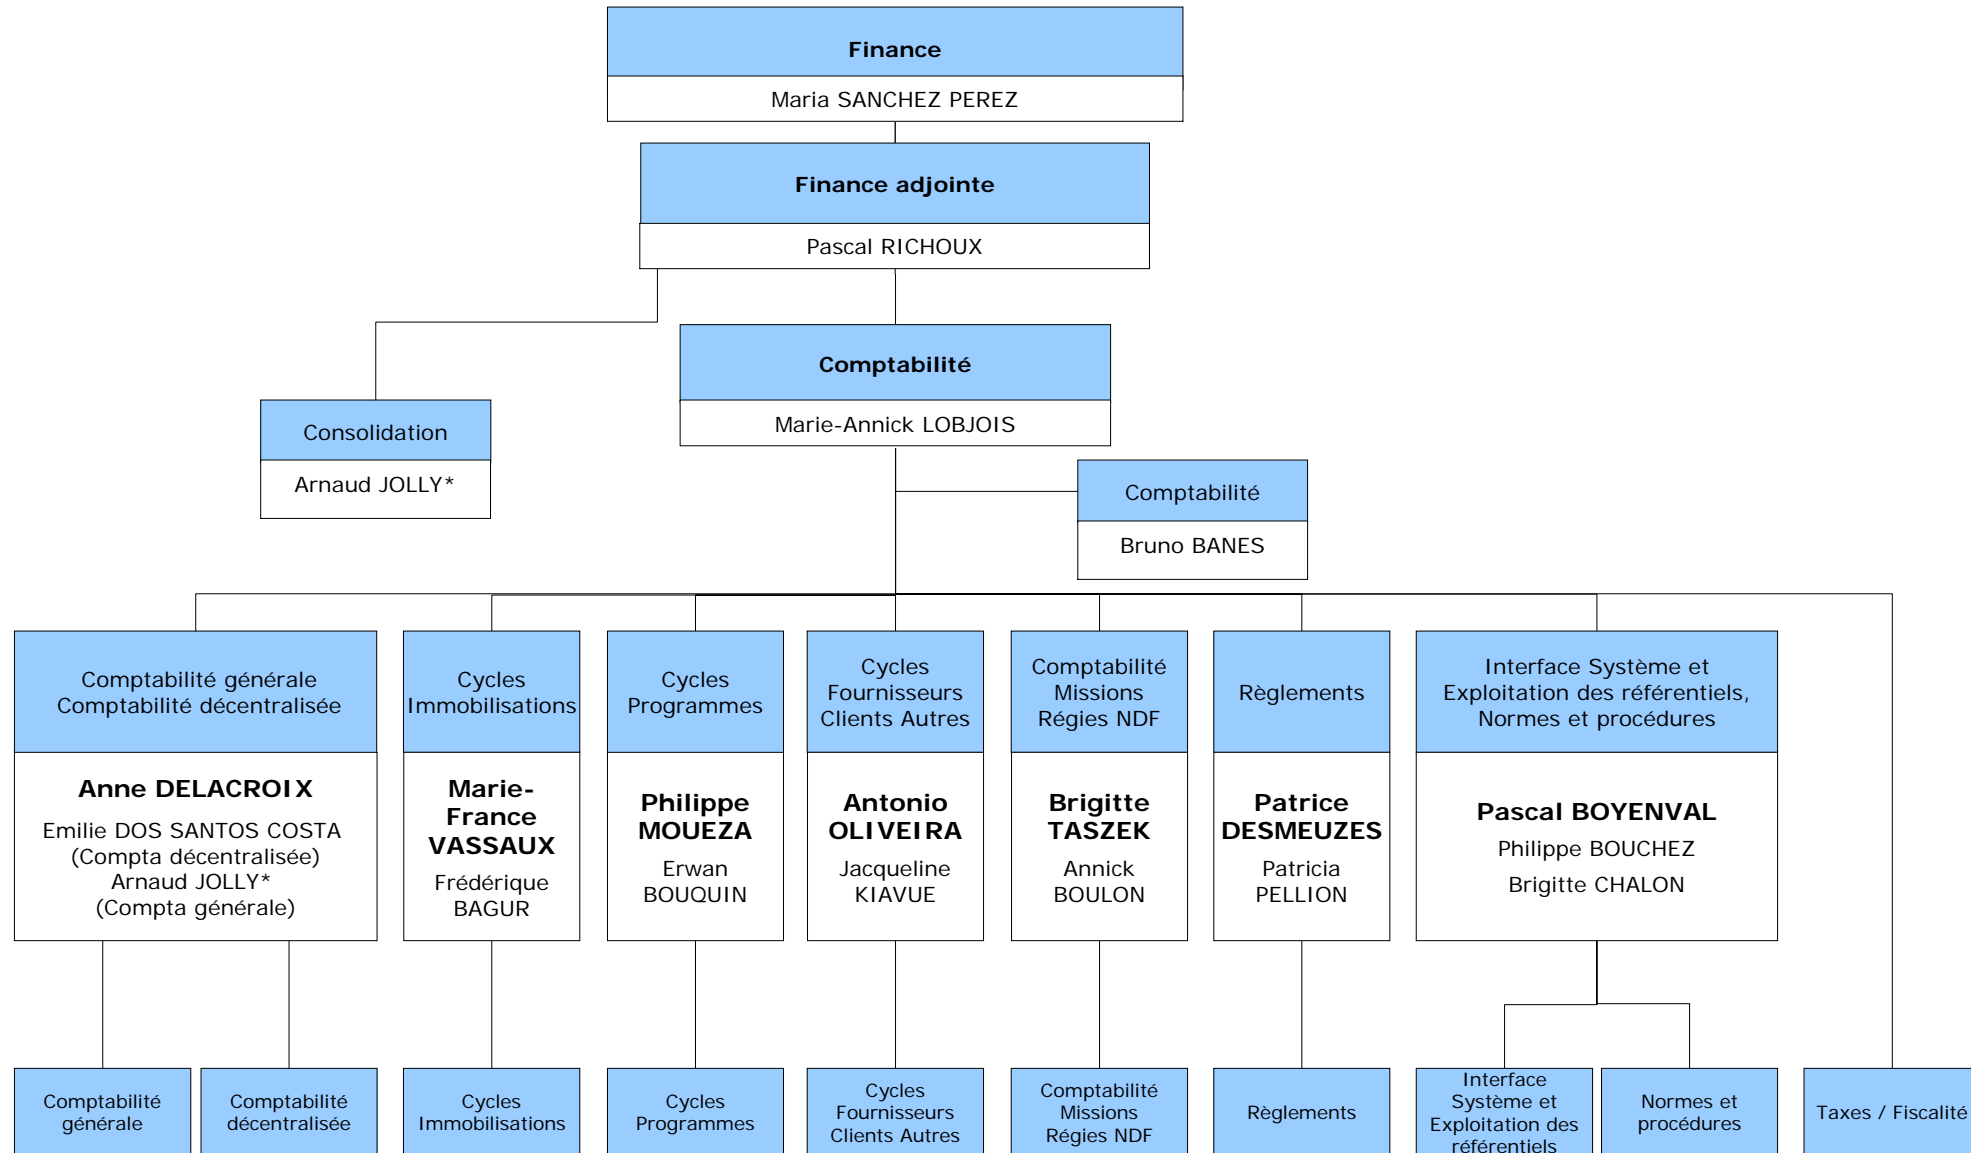 Finance
Maria SANCHEZ PEREZ
Finance adjointe
Pascal RICHOUX
Comptabilité
Marie-Annick LOBJOIS
Consolidation
Arnaud JOLLY*
Comptabilité
Bruno BANES
Comptabilité générale
Comptabilité décentralisée
Anne DELACROIX
Emilie DOS SANTOS COSTA
(Compta décentralisée)
Arnaud JOLLY*
(Compta générale)
Cycles
Immobilisations
Marie-
France
VASSAUX
Frédérique
BAGUR
Cycles
Programmes
Philippe
MOUEZA
Erwan
BOUQUIN
Cycles
Fournisseurs
Clients Autres
Antonio
OLIVEIRA
Jacqueline
KIAVUE
Comptabilité
Missions
Régies NDF
Brigitte
TASZEK
Annick
BOULON
Règlements
Patrice
DESMEUZES
Patricia
PELLION
Interface Système et
Exploitation des référentiels,
Normes et procédures
Pascal BOYENVAL
Philippe BOUCHEZ
Brigitte CHALON
Comptabilité
générale
Comptabilité
décentralisée
Cycles
Immobilisations
Cycles
Programmes
Cycles
Fournisseurs
Clients Autres
Comptabilité
Missions
Régies NDF
Règlements
Interface
Système et
Exploitation des
référentiels
Normes et
procédures
Taxes / Fiscalité